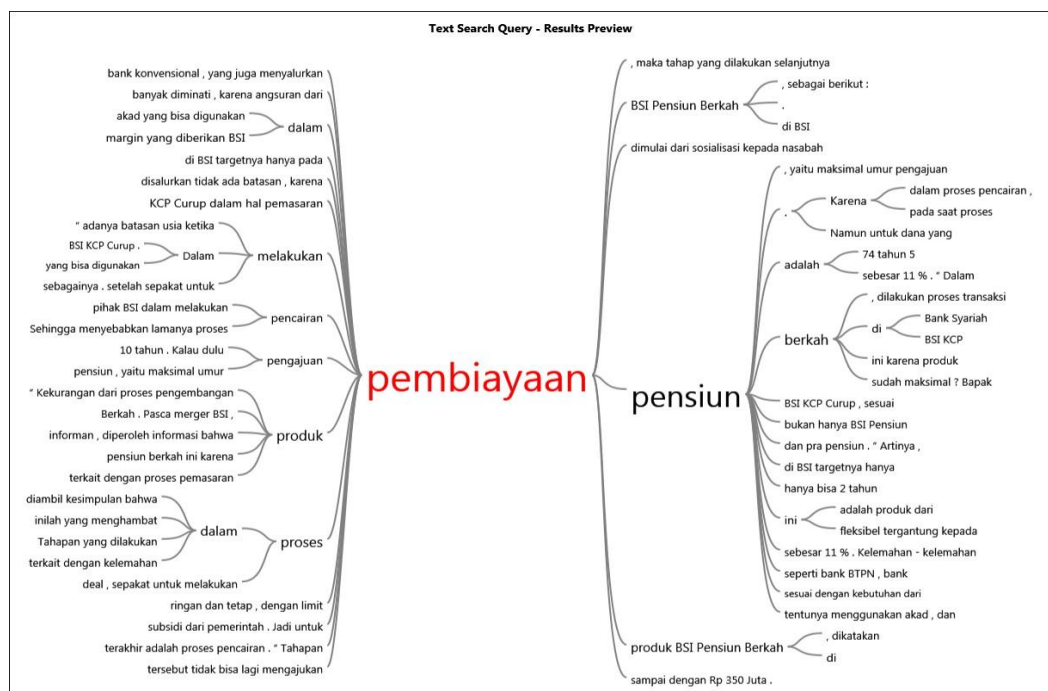 Text Search Query - Results Preview
bank konvensional , yang juga menyalurkan
banyak diminati , karena angsuran dari
akad yang bisa digunakan
margin yang diberikan BSI
dalam
di BSI targetnya hanya pada
disalurkan tidak ada batasan , karena
KCP Curup dalam hal pemasaran
" adanya batasan usia ketika
BSI KCP Curup .
yang bisa digunakan
Dalam
sebagainya . setelah sepakat untuk
melakukan
pihak BSI dalam melakukan
Sehingga menyebabkan lamanya proses
pencairan
10 tahun . Kalau dulu
pensiun , yaitu maksimal umur
pengajuan
" Kekurangan dari proses pengembangan
Berkah . Pasca merger BSI ,
informan , diperoleh informasi bahwa
pensiun berkah ini karena
terkait dengan proses pemasaran
produk
diambil kesimpulan bahwa
inilah yang menghambat
Tahapan yang dilakukan
terkait dengan kelemahan
dalam
deal , sepakat untuk melakukan
proses
ringan dan tetap , dengan limit
subsidi dari pemerintah . Jadi untuk
terakhir adalah proses pencairan . " Tahapan
tersebut tidak bisa lagi mengajukan
pembiayaan
, maka tahap yang dilakukan selanjutnya
BSI Pensiun Berkah
, sebagai berikut :
.
di BSI
dimulai dari sosialisasi kepada nasabah
pensiun
, yaitu maksimal umur pengajuan
.
Karena
dalam proses pencairan ,
pada saat proses
Namun untuk dana yang
adalah
74 tahun 5
sebesar 11 % . " Dalam
berkah
, dilakukan proses transaksi
di
Bank Syariah
BSI KCP
ini karena produk
sudah maksimal ? Bapak
BSI KCP Curup , sesuai
bukan hanya BSI Pensiun
dan pra pensiun . " Artinya ,
di BSI targetnya hanya
hanya bisa 2 tahun
ini
adalah produk dari
fleksibel tergantung kepada
sebesar 11 % . Kelemahan - kelemahan
seperti bank BTPN , bank
sesuai dengan kebutuhan dari
tentunya menggunakan akad , dan
produk BSI Pensiun Berkah
, dikatakan
di
sampai dengan Rp 350 Juta .